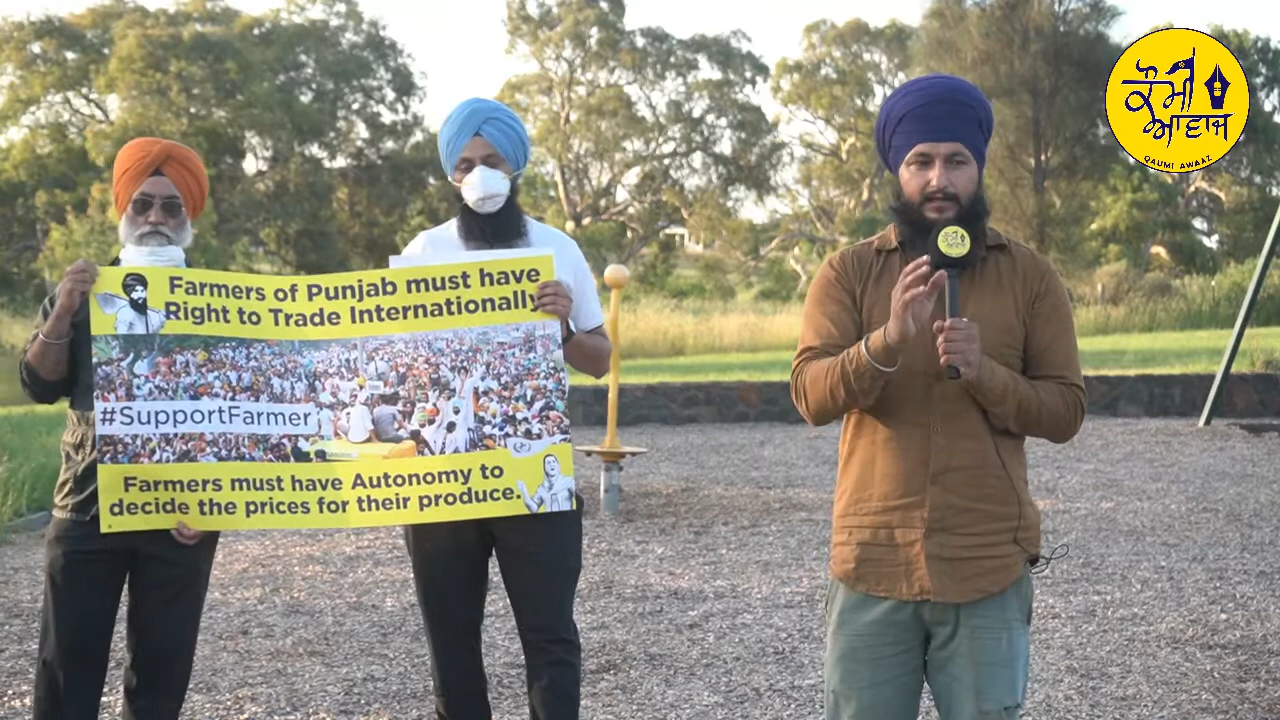 Farmers of Punjab must have
Right to Trade Internationally
#SupportFarmer
Farmers must have Autonomy to
decide the prices for their produce.
ਕੌਮੀ
ਆਵਾਜ਼
QAUMI AWAAZ